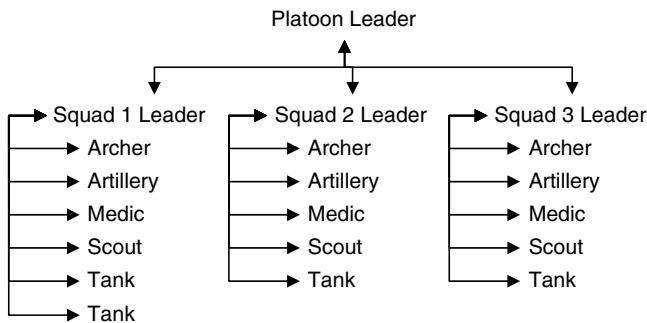 Platoon Leader
Squad 1 Leader
Archer
Artillery
Medic
Scout
Tank
Tank
Squad 2 Leader
Archer
Artillery
Medic
Scout
Tank
Squad 3 Leader
Archer
Artillery
Medic
Scout
Tank